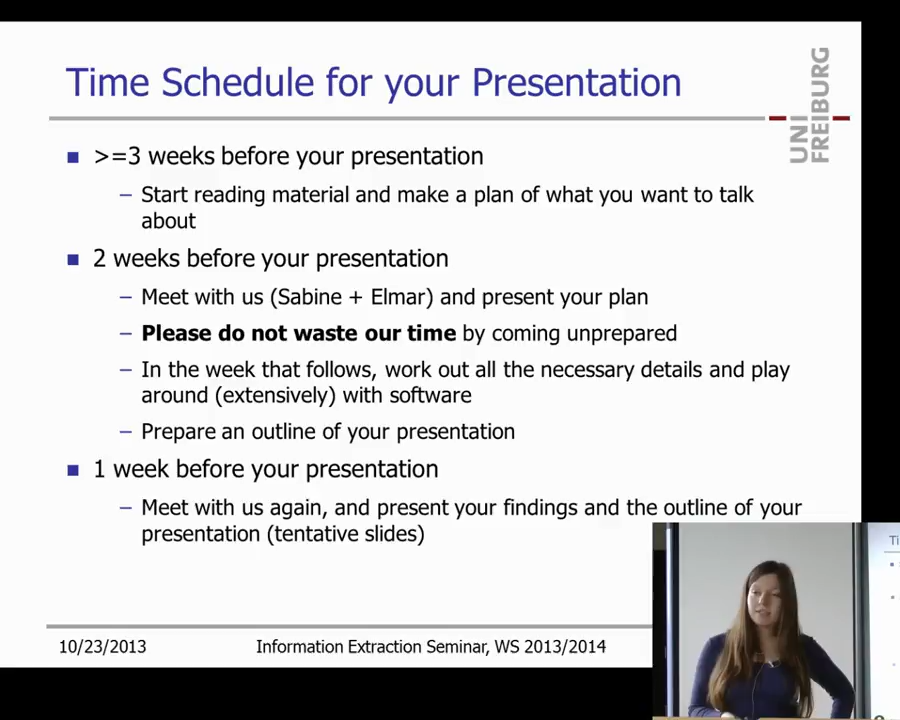 Time Schedule for your Presentation
UNI
FREIBURG
>=3 weeks before your presentation
– Start reading material and make a plan of what you want to talk
about
2 weeks before your presentation
– Meet with us (Sabine + Elmar) and present your plan
– Please do not waste our time by coming unprepared
– In the week that follows, work out all the necessary details and play
around (extensively) with software
– Prepare an outline of your presentation
1 week before your presentation
– Meet with us again, and present your findings and the outline of your
presentation (tentative slides)
10/23/2013
Information Extraction Seminar, WS 2013/2014
Ti